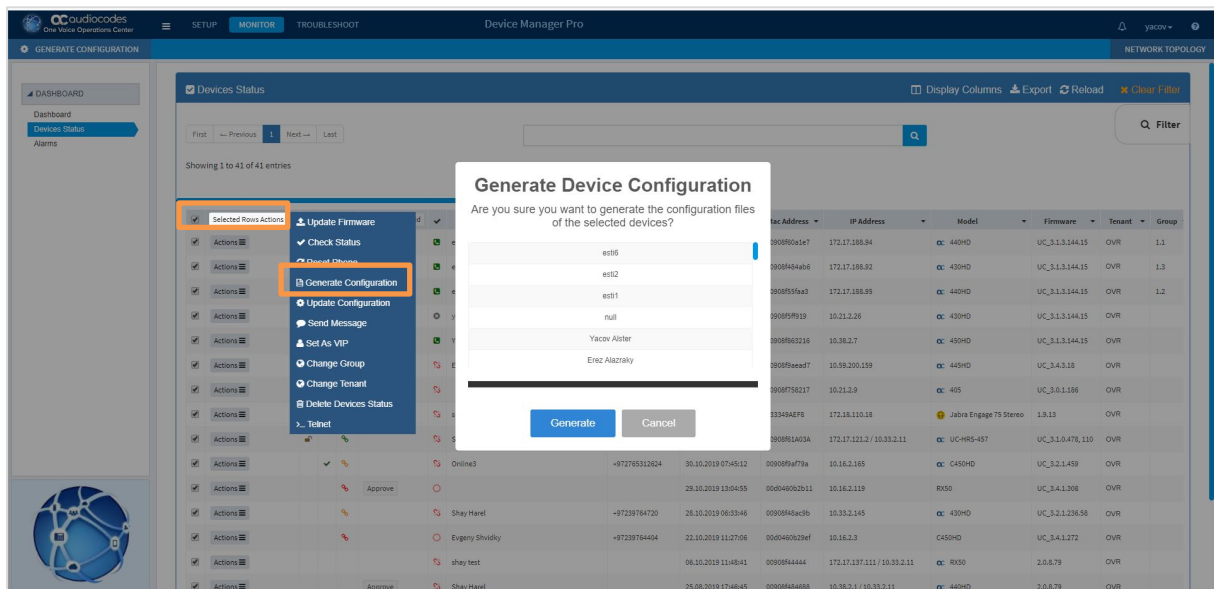 audiocodes
One Voice Operations Center
SETUP MONITOR TROUBLESHOOT
Device Manager Pro
yacov
GENERATE CONFIGURATION
NETWORK TOPOLOGY
DASHBOARD
Dashboard
Devices Status
Alarms
Devices Status
Display Columns Export Reload Clear Filter
Filter
First ← Previous 1 Next → Last
Showing 1 to 41 of 41 entries
Selected Rows Actions
Update Firmware
Check Status
Reset Phone
Generate Configuration
Update Configuration
Send Message
Set As VIP
Change Group
Change Tenant
Delete Devices Status
>_ Telnet
Generate Device Configuration
Are you sure you want to generate the configuration files
of the selected devices?
esti6
esti2
esti1
null
Yacov Alster
Erez Alazraky
Generate Cancel
Mac Address IP Address Model Firmware Tenant Group
Actions 172.17.188.94 440HD UC_3.1.3.144.15 OVR 1.1
Actions 172.17.188.92 430HD UC_3.1.3.144.15 OVR 1.3
Actions 440HD UC_3.1.3.144.15 OVR 1.2
Actions 10.21.2.26 430HD UC_3.1.3.144.15 OVR
Actions 10.38.2.7 450HD UC_3.1.3.144.15 OVR
Actions 10.59.200.159 445HD UC_3.4.3.18 OVR
Actions 10.21.2.9 405 UC_3.0.1.186 OVR
Actions 33349AEF8 172.18.110.18 Jabra Engage 75 Stereo 1.9.13 OVR
Actions 172.17.121.2 / 10.33.2.11 UC-HRS-457 UC_3.1.0.478, 110 OVR
Actions Online3 +972765312624 30.10.2019 07:45:12 00908f9af79a 10.16.2.165 C450HD UC_3.2.1.459 OVR
Actions Approve 29.10.2019 13:04:55 00d0460b2b11 10.16.2.119 RX50 UC_3.4.1.308 OVR
Actions Shay Harel +97239764720 28.10.2019 06:33:46 00908f48ac9b 10.33.2.145 430HD UC_3.2.1.236.58 OVR
Actions Evgeny Shvidky +97239764404 22.10.2019 11:27:06 00d0460b29ef 10.16.2.3 C450HD UC_3.4.1.272 OVR
Actions shay test 06.10.2019 11:48:41 00908f44444 172.17.137.111 / 10.33.2.11 RX50 2.0.8.79 OVR
Actions Approve Shay Harel 25.08.2019 17:46:45 00908f484688 10.38.2.1 / 10.33.2.11 440HD 2.0.8.79 OVR